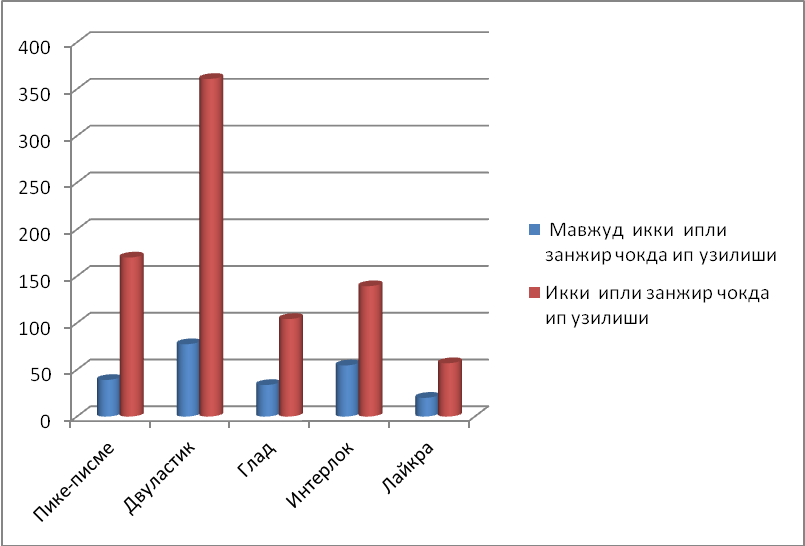 400
350
300
250
200
150
100
50
0
Пике-писме
Двуластик
Глад
Интерлок
Лайкра
Мавжуд икки ипли
занжир чокда ип узилиши
Икки ипли занжир чокда
ип узилиши